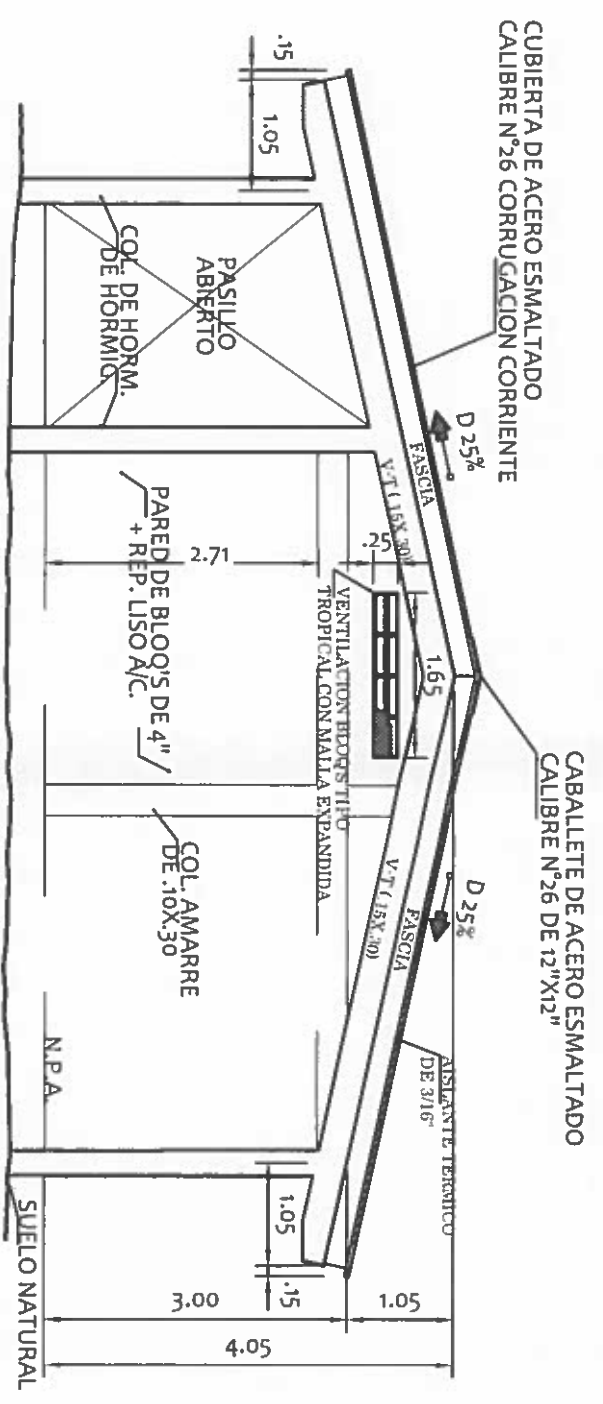 CUBIERTA DE ACERO ESMALTADO
CALIBRE N°26 CORRUGACION CORRIENTE
CABALLETE DE ACERO ESMALTADO
CALIBRE N°26 DE 12"X12"
D 25%
D 25%
FASCIA
V-T (.15X.30)
FASCIA
V-T (.15X.30)
AISLANTE TERMICO
DE 3/16"
.15
1.05
PASILLO
ABIERTO
COL. DE HORM.
DE HORMIG.
2.71
.25
1.65
VENTILACION BLOQ'S TIPO
TROPICAL CON MALLA EXPANDIDA
PARED DE BLOQ'S DE 4"
+ REP. LISO A/C.
COL. AMARRE
DE .10X.30
N.P.A.
SUELO NATURAL
1.05
.15
3.00
1.05
4.05